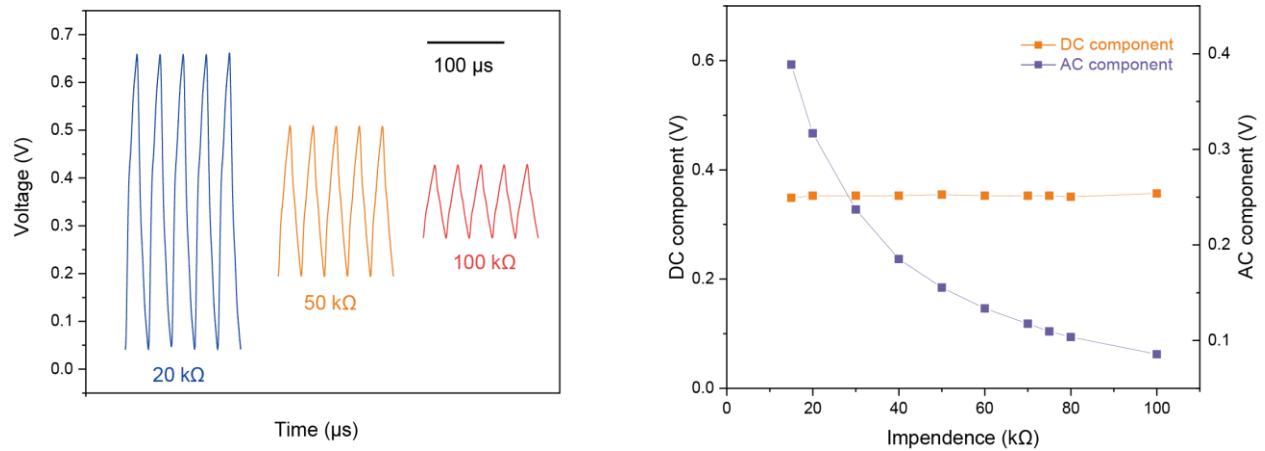 0.7
0.6
0.5
0.4
0.3
0.2
0.1
0.0
Voltage (V)
Time (μs)
100 μs
20 kΩ
50 kΩ
100 kΩ
0.6
0.4
0.2
0.0
DC component (V)
DC component
AC component
0.4
0.3
0.2
0.1
AC component (V)
0 20 40 60 80 100
Impendence (kΩ)